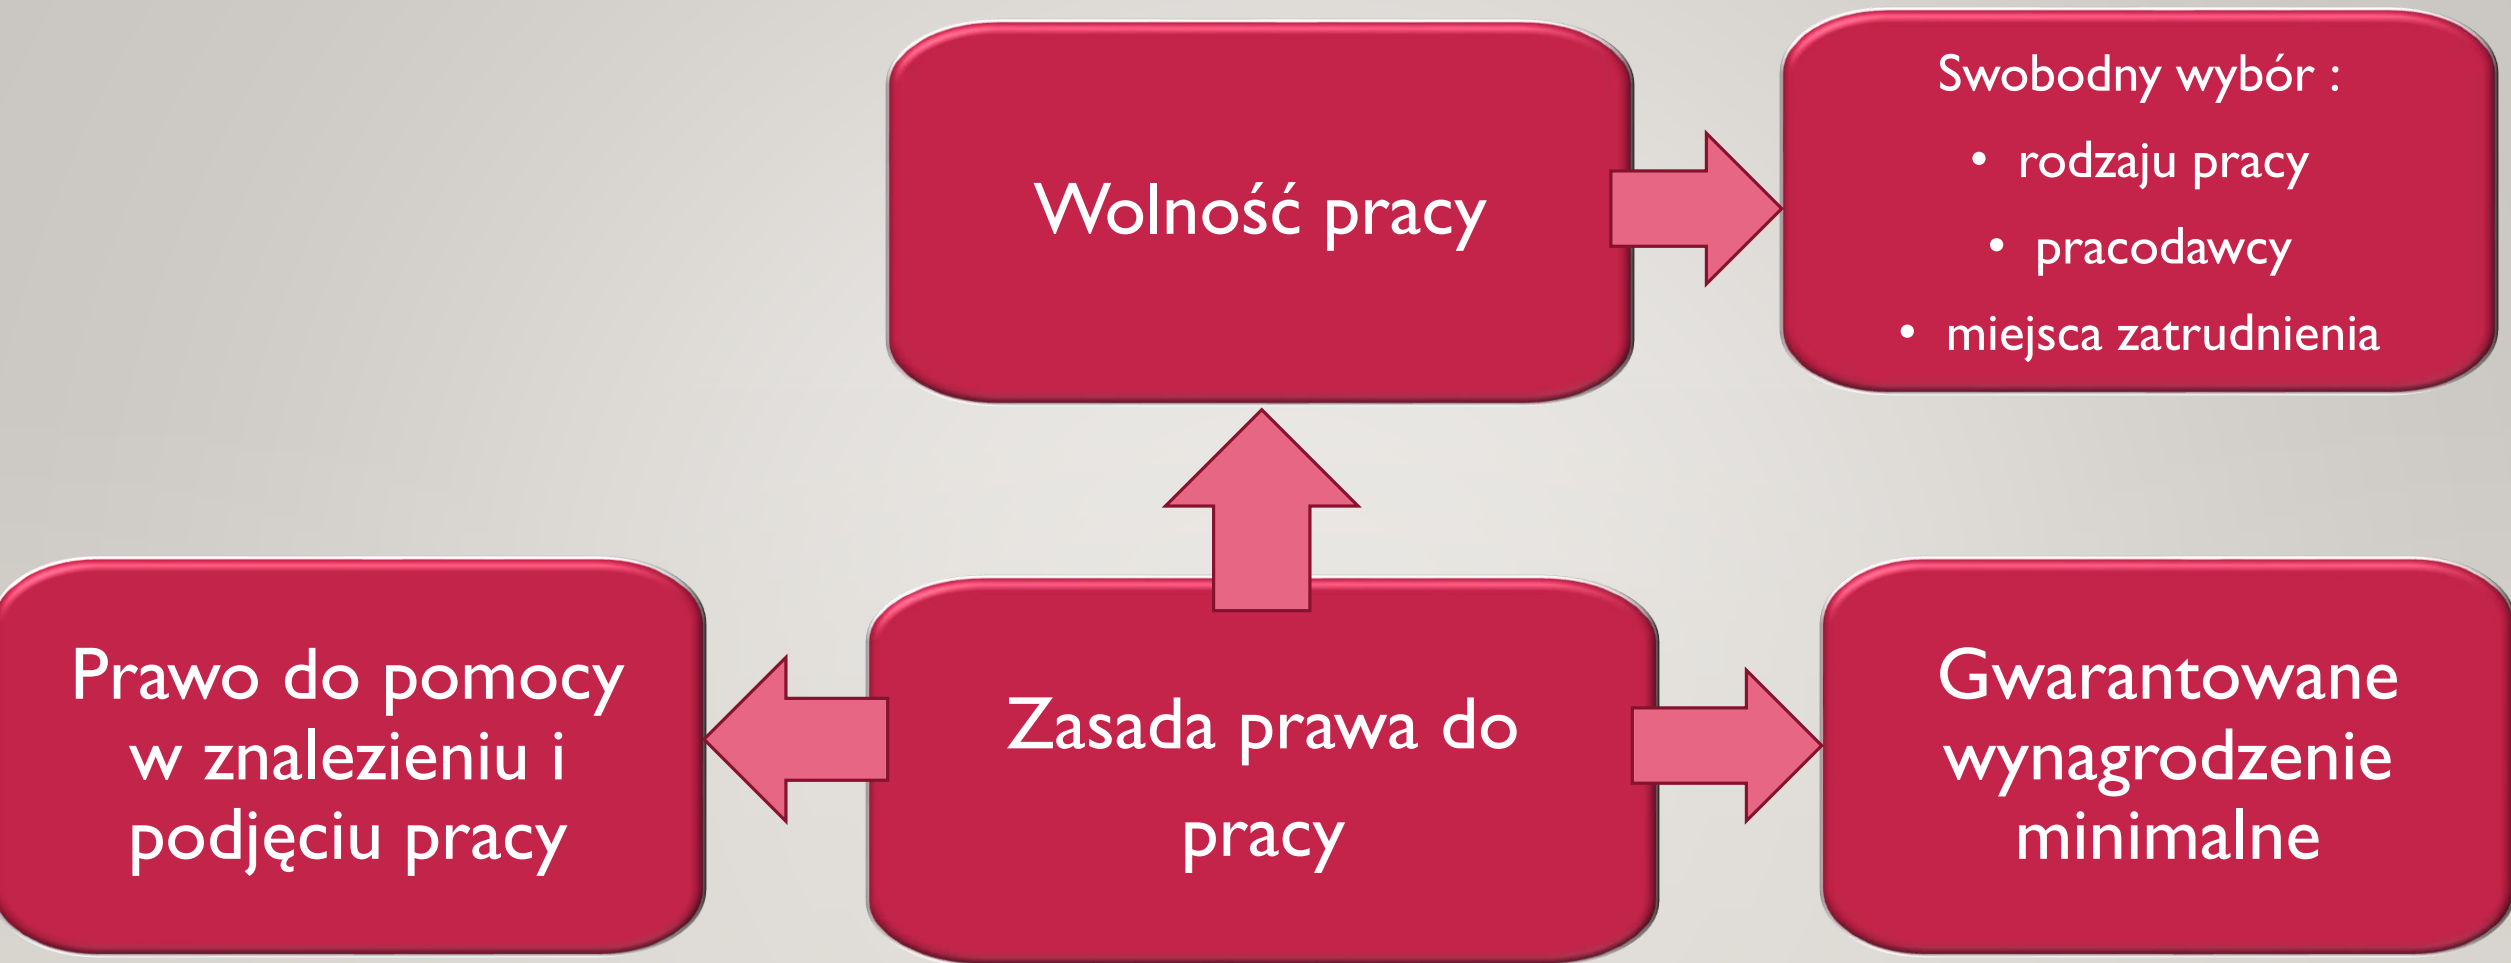 Wolność pracy
Swobodny wybór :
• rodzaju pracy
• pracodawcy
• miejsca zatrudnienia
Prawo do pomocy
w znalezieniu i
podjęciu pracy
Zasada prawa do
pracy
Gwarantowane
wynagrodzenie
minimalne